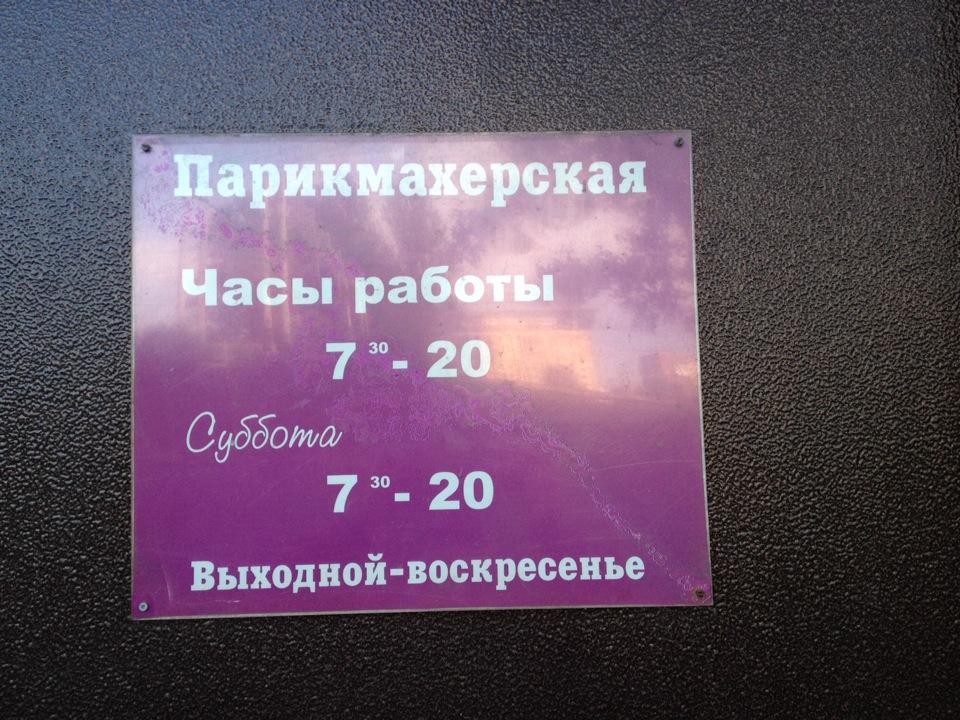 Парикмахерская
Часы работы
7 30 - 20
Суббота
7 30 - 20
Выходной-воскресенье